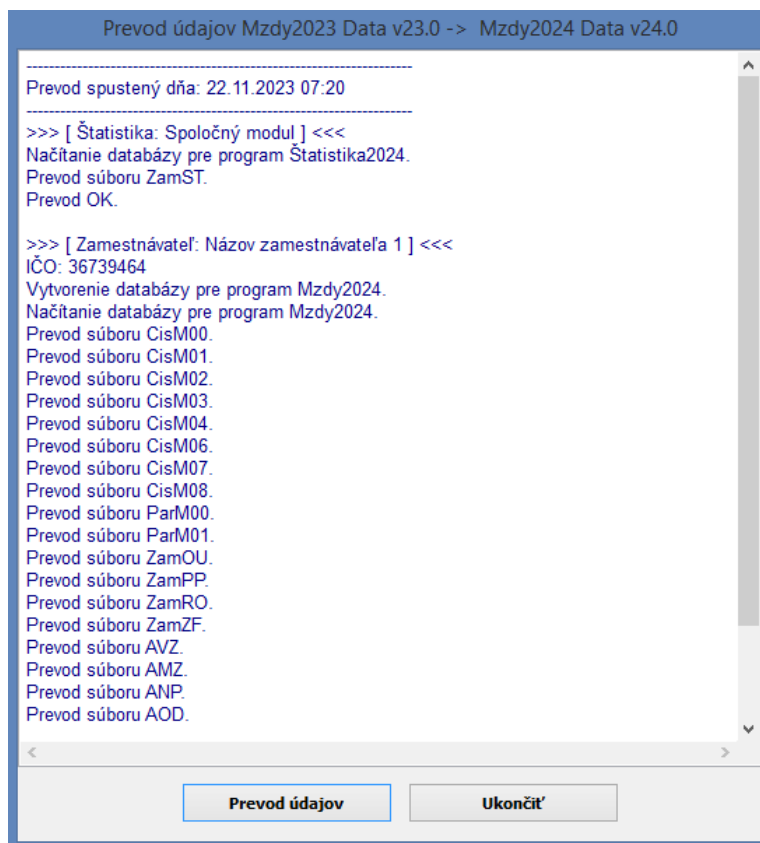 Prevod údajov Mzdy2023 Data v23.0 -> Mzdy2024 Data v24.0
----------------------------------------------------------------------
Prevod spustený dňa: 22.11.2023 07:20
----------------------------------------------------------------------
>>> [ Štatistika: Spoločný modul ] <<<
Načítanie databázy pre program Štatistika2024.
Prevod súboru ZamST.
Prevod OK.
>>> [ Zamestnávateľ: Názov zamestnávateľa 1 ] <<<
IČO: 36739464
Vytvorenie databázy pre program Mzdy2024.
Načítanie databázy pre program Mzdy2024.
Prevod súboru CisM00.
Prevod súboru CisM01.
Prevod súboru CisM02.
Prevod súboru CisM03.
Prevod súboru CisM04.
Prevod súboru CisM06.
Prevod súboru CisM07.
Prevod súboru CisM08.
Prevod súboru ParM00.
Prevod súboru ParM01.
Prevod súboru ZamOU.
Prevod súboru ZamPP.
Prevod súboru ZamRO.
Prevod súboru ZamZF.
Prevod súboru AVZ.
Prevod súboru AMZ.
Prevod súboru ANP.
Prevod súboru AOD.
Prevod údajov
Ukončiť